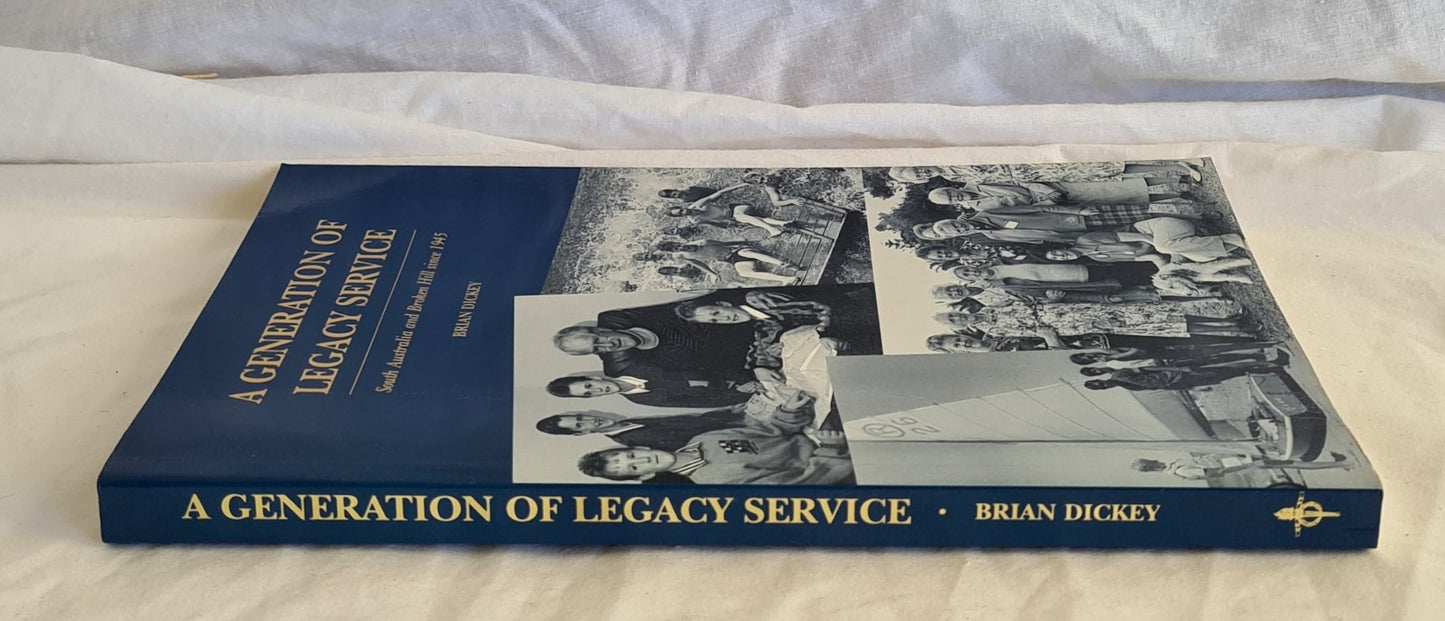 A GENERATION OF
LEGACY SERVICE
South Australia and Broken Hill since 1945
BRIAN DICKEY
A GENERATION OF LEGACY SERVICE · BRIAN DICKEY